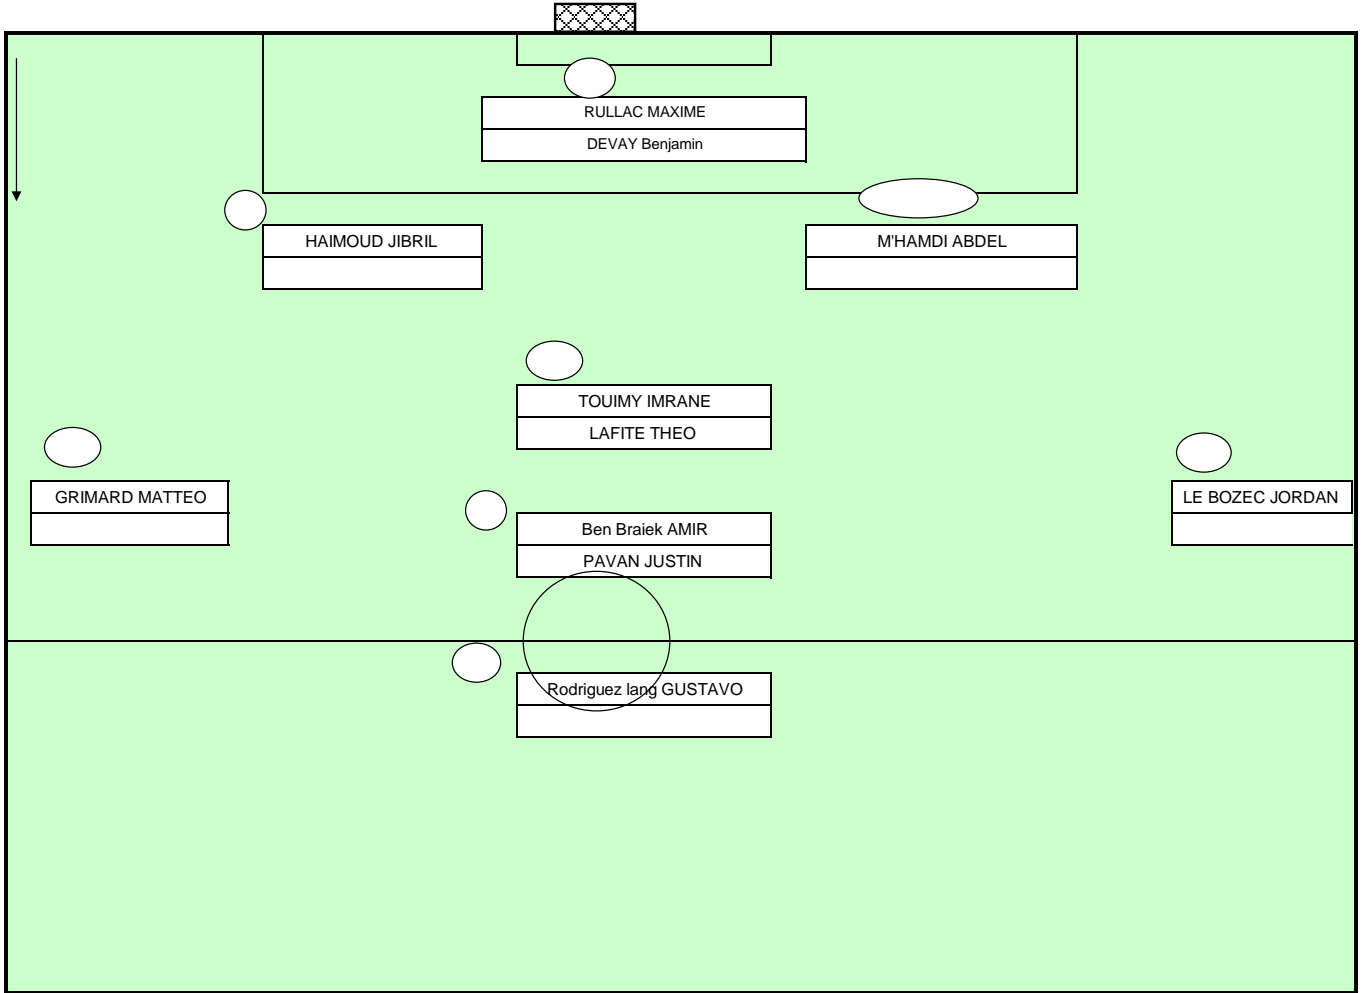 RULLAC MAXIME
DEVAY Benjamin
HAIMOUD JIBRIL
M'HAMDI ABDEL
TOUIMY IMRANE
LAFITE THEO
GRIMARD MATTEO
LE BOZEC JORDAN
Ben Braiek AMIR
PAVAN JUSTIN
Rodriguez lang GUSTAVO